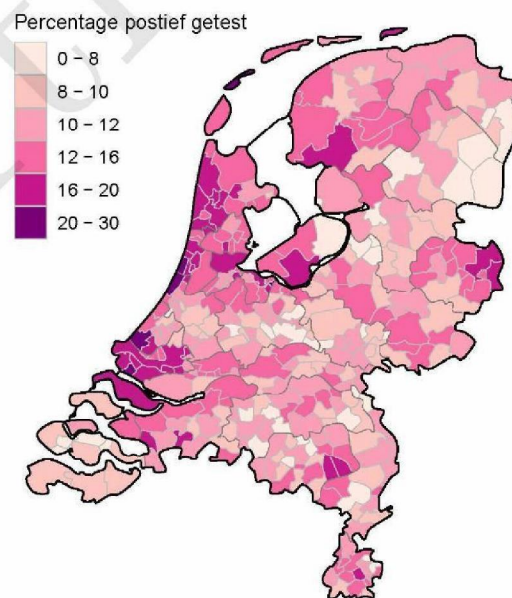 Percentage postief getest
0 – 8
8 – 10
10 – 12
12 – 16
16 – 20
20 – 30